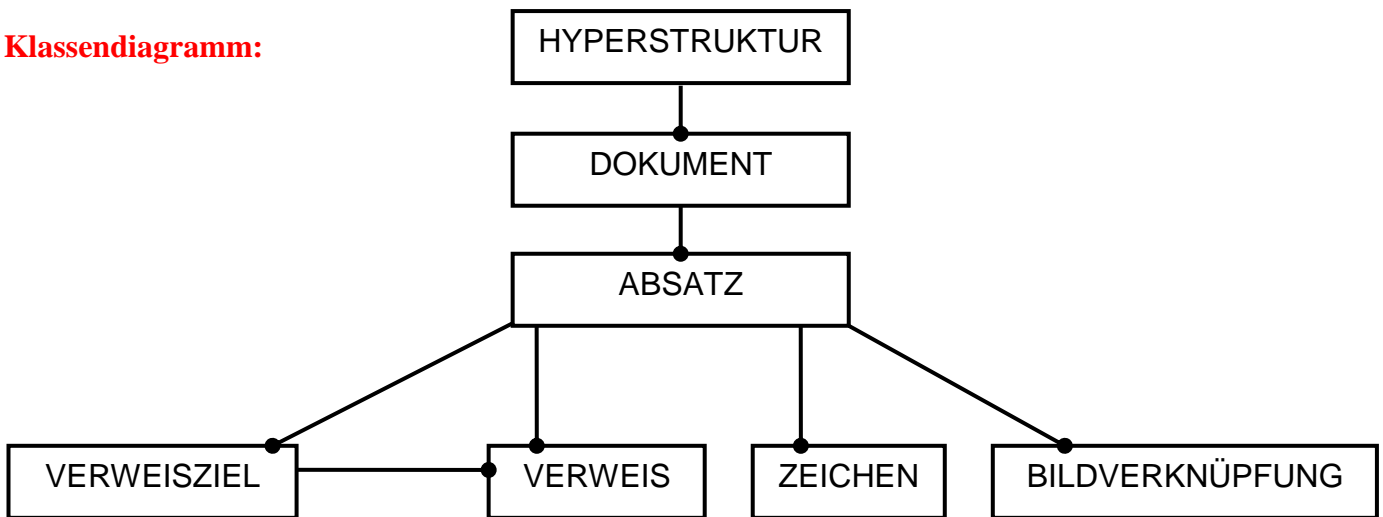 Klassendiagramm:
HYPERSTRUKTUR
DOKUMENT
ABSATZ
VERWEISZIEL
VERWEIS
ZEICHEN
BILDVERKNÜPFUNG